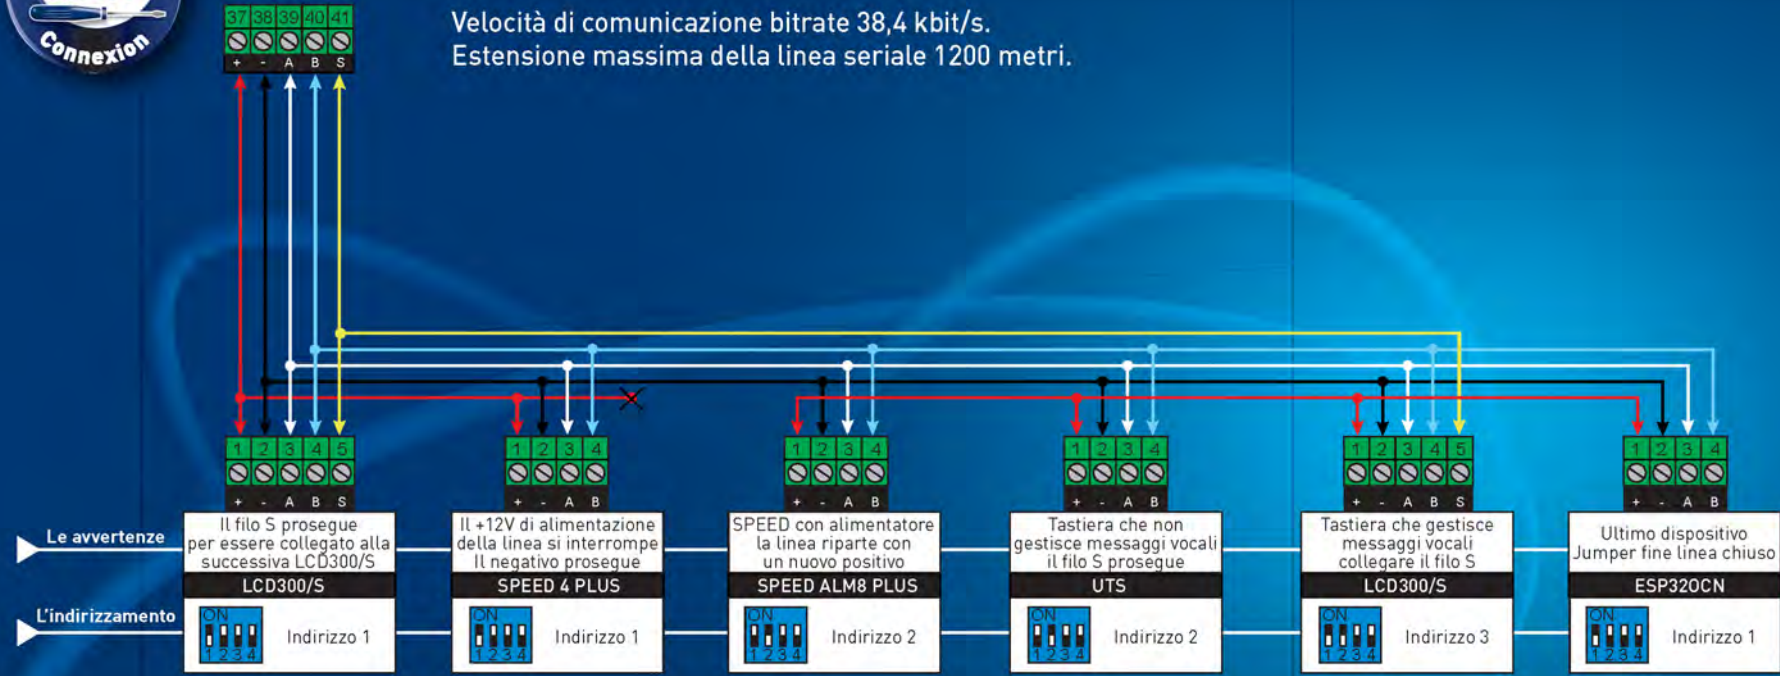 Connexion
37 38 39 40 41
+ - A B S
Velocità di comunicazione bitrate 38,4 kbit/s.
Estensione massima della linea seriale 1200 metri.
1 2 3 4 5
+ - A B S
1 2 3 4
+ - A B
1 2 3 4
+ - A B
1 2 3 4
+ - A B
1 2 3 4 5
+ - A B S
1 2 3 4
+ - A B
Le avvertenze
Il filo S prosegue
per essere collegato alla
successiva LCD300/S
LCD300/S
Il +12V di alimentazione
della linea si interrompe
Il negativo prosegue
SPEED 4 PLUS
SPEED con alimentatore
la linea riparte con
un nuovo positivo
SPEED ALM8 PLUS
Tastiera che non
gestisce messaggi vocali
il filo S prosegue
UTS
Tastiera che gestisce
messaggi vocali
collegare il filo S
LCD300/S
Ultimo dispositivo
Jumper fine linea chiuso
ESP320CN
L'indirizzamento
ON
1 2 3 4
Indirizzo 1
ON
1 2 3 4
Indirizzo 1
ON
1 2 3 4
Indirizzo 2
ON
1 2 3 4
Indirizzo 2
ON
1 2 3 4
Indirizzo 3
ON
1 2 3 4
Indirizzo 1